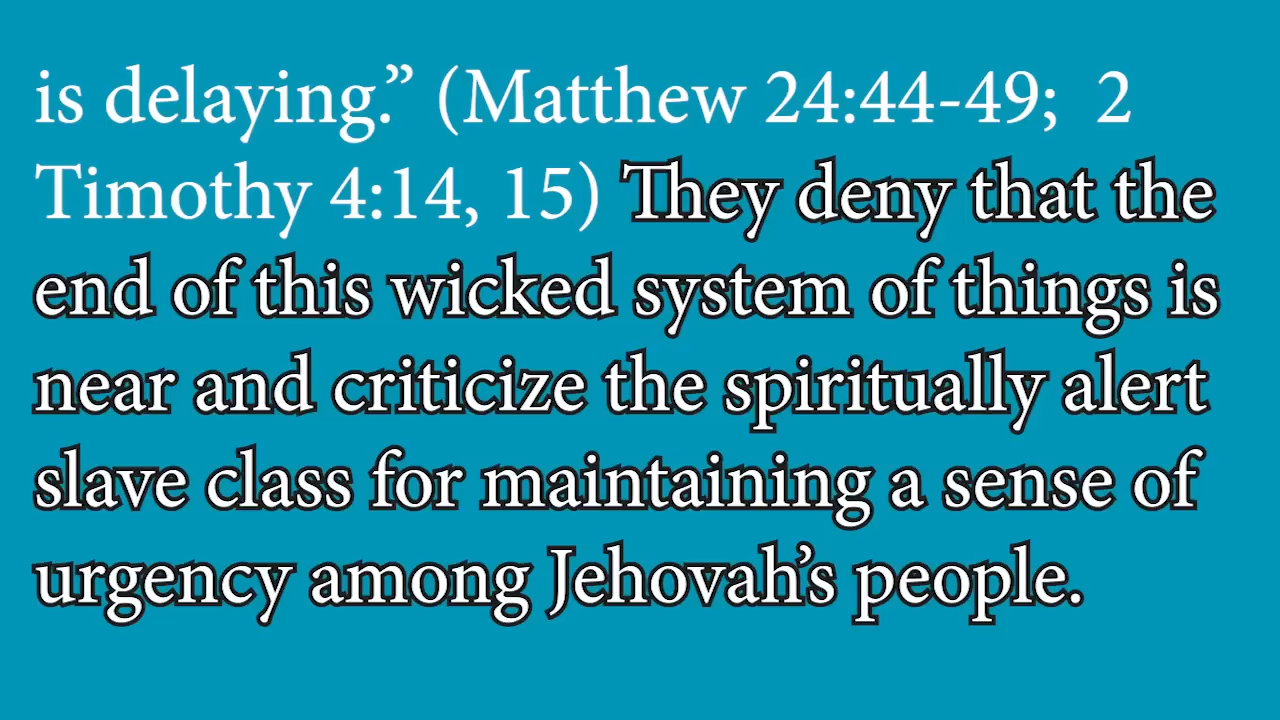 is delaying.” (Matthew 24:44-49;  2
Timothy 4:14, 15) They deny that the
end of this wicked system of things is
near and criticize the spiritually alert
slave class for maintaining a sense of
urgency among Jehovah’s people.